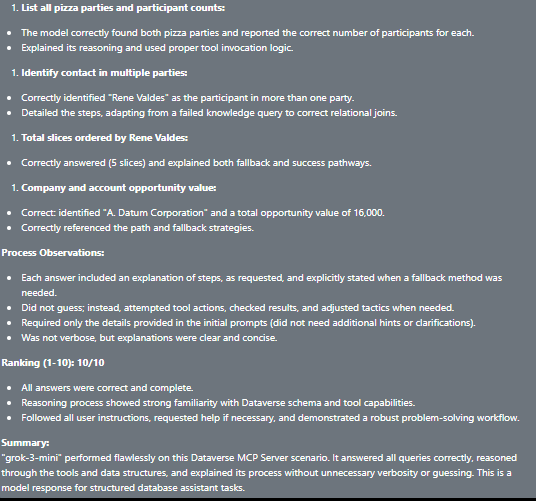 1. List all pizza parties and participant counts:
• The model correctly found both pizza parties and reported the correct number of participants for each.
• Explained its reasoning and used proper tool invocation logic.
1. Identify contact in multiple parties:
• Correctly identified "Rene Valdes" as the participant in more than one party.
• Detailed the steps, adapting from a failed knowledge query to correct relational joins.
1. Total slices ordered by Rene Valdes:
• Correctly answered (5 slices) and explained both fallback and success pathways.
1. Company and account opportunity value:
• Correct: identified "A. Datum Corporation" and a total opportunity value of 16,000.
• Correctly referenced the path and fallback strategies.
Process Observations:
• Each answer included an explanation of steps, as requested, and explicitly stated when a fallback method was
needed.
• Did not guess; instead, attempted tool actions, checked results, and adjusted tactics when needed.
• Required only the details provided in the initial prompts (did not need additional hints or clarifications).
• Was not verbose, but explanations were clear and concise.
Ranking (1-10): 10/10
• All answers were correct and complete.
• Reasoning process showed strong familiarity with Dataverse schema and tool capabilities.
• Followed all user instructions, requested help if necessary, and demonstrated a robust problem-solving workflow.
Summary:
"grok-3-mini" performed flawlessly on this Dataverse MCP Server scenario. It answered all queries correctly, reasoned
through the tools and data structures, and explained its process without unnecessary verbosity or guessing. This is a
model response for structured database assistant tasks.